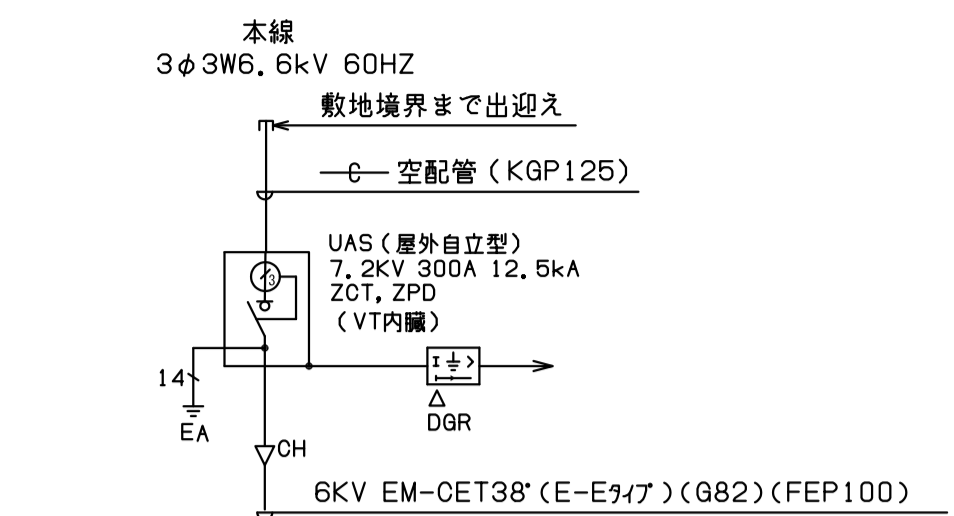 本線
3φ3W6.6kV 60HZ
敷地境界まで出迎え
C 空配管(KGP125)
UAS(屋外自立型)
7.2KV 300A 12.5kA
ZCT, ZPD
(VT内臓)
3
I >
14
DGR
EA
CH
6KV EM-CET38°(E-Eﾀｲﾌﾟ)(G82)(FEP100)